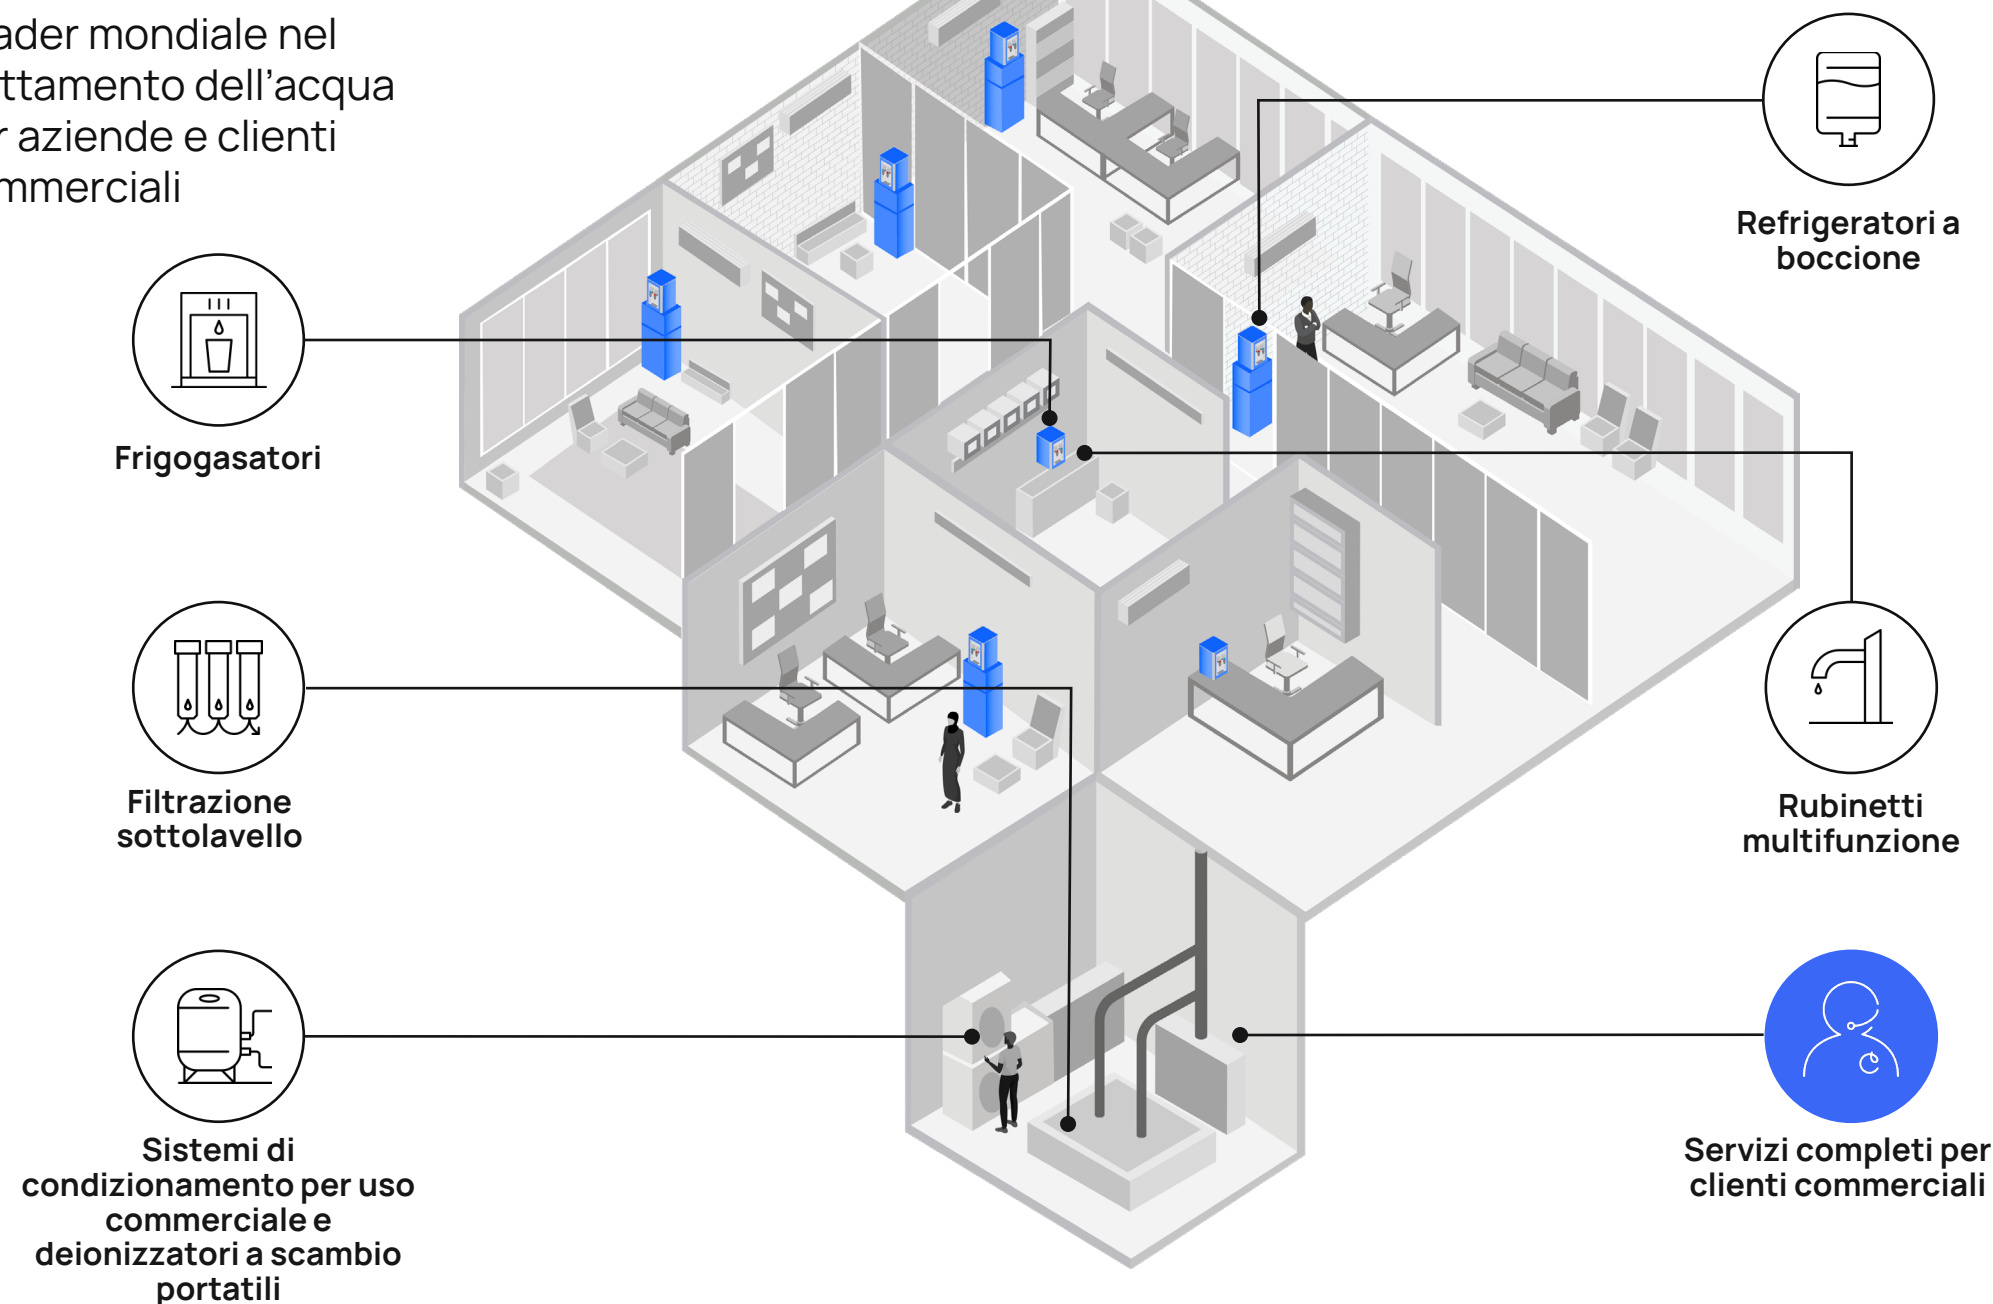 ader mondiale nel
ttamento dell'acqua
r aziende e clienti
mmerciali
Refrigeratori a
boccione
Frigogasatori
Filtrazione
sottolavello
Rubinetti
multifunzione
Sistemi di
condizionamento per uso
commerciale e
deionizzatori a scambio
portatili
Servizi completi per
clienti commerciali